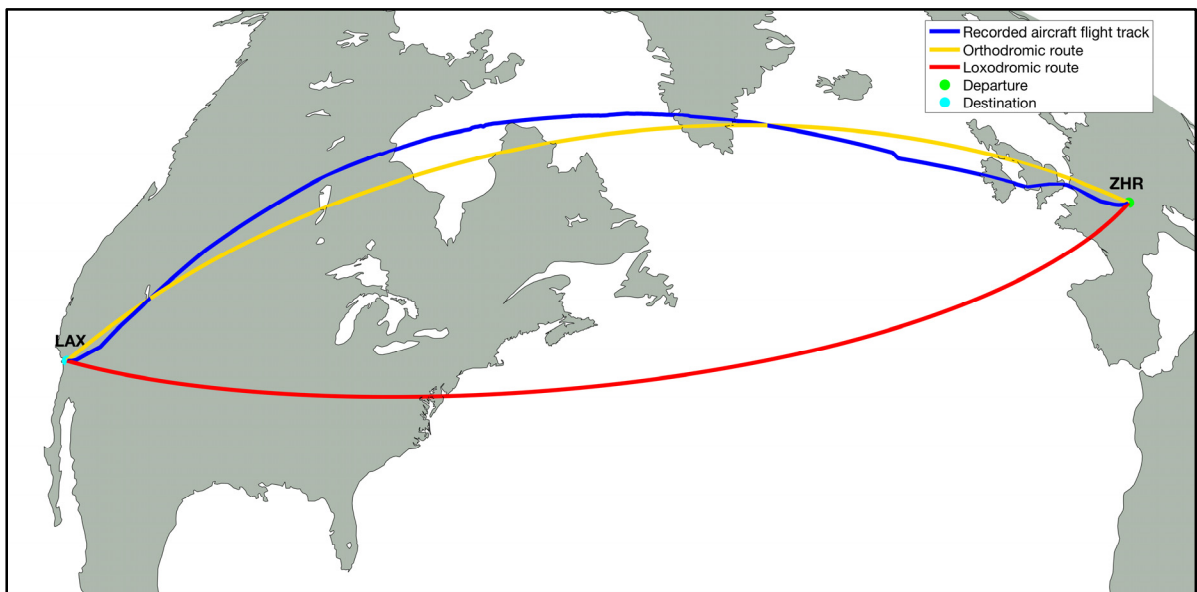 Recorded aircraft flight track
Orthodromic route
Loxodromic route
Departure
Destination
ZHR
LAX